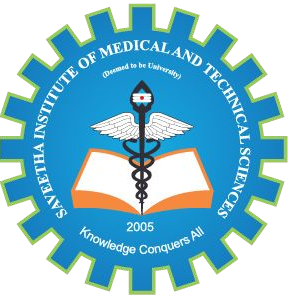 SAVEETHA INSTITUTE OF MEDICAL AND TECHNICAL SCIENCES
(Deemed to be University)
2005
Knowledge Conquers All